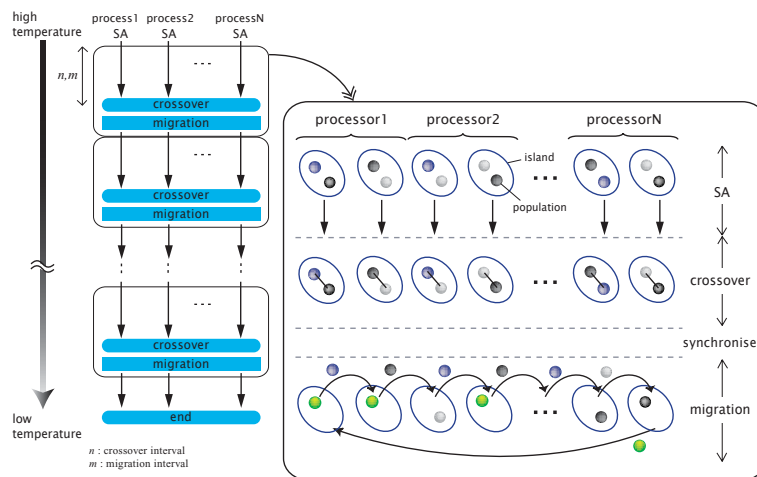 high
temperature
process1 process2 processN
SA SA SA
n,m
...
crossover
migration
crossover
migration
...
crossover
migration
end
low
temperature
n : crossover interval
m : migration interval
processor1 processor2 processorN
island
population
...
SA
crossover
...
synchronise
migration
...